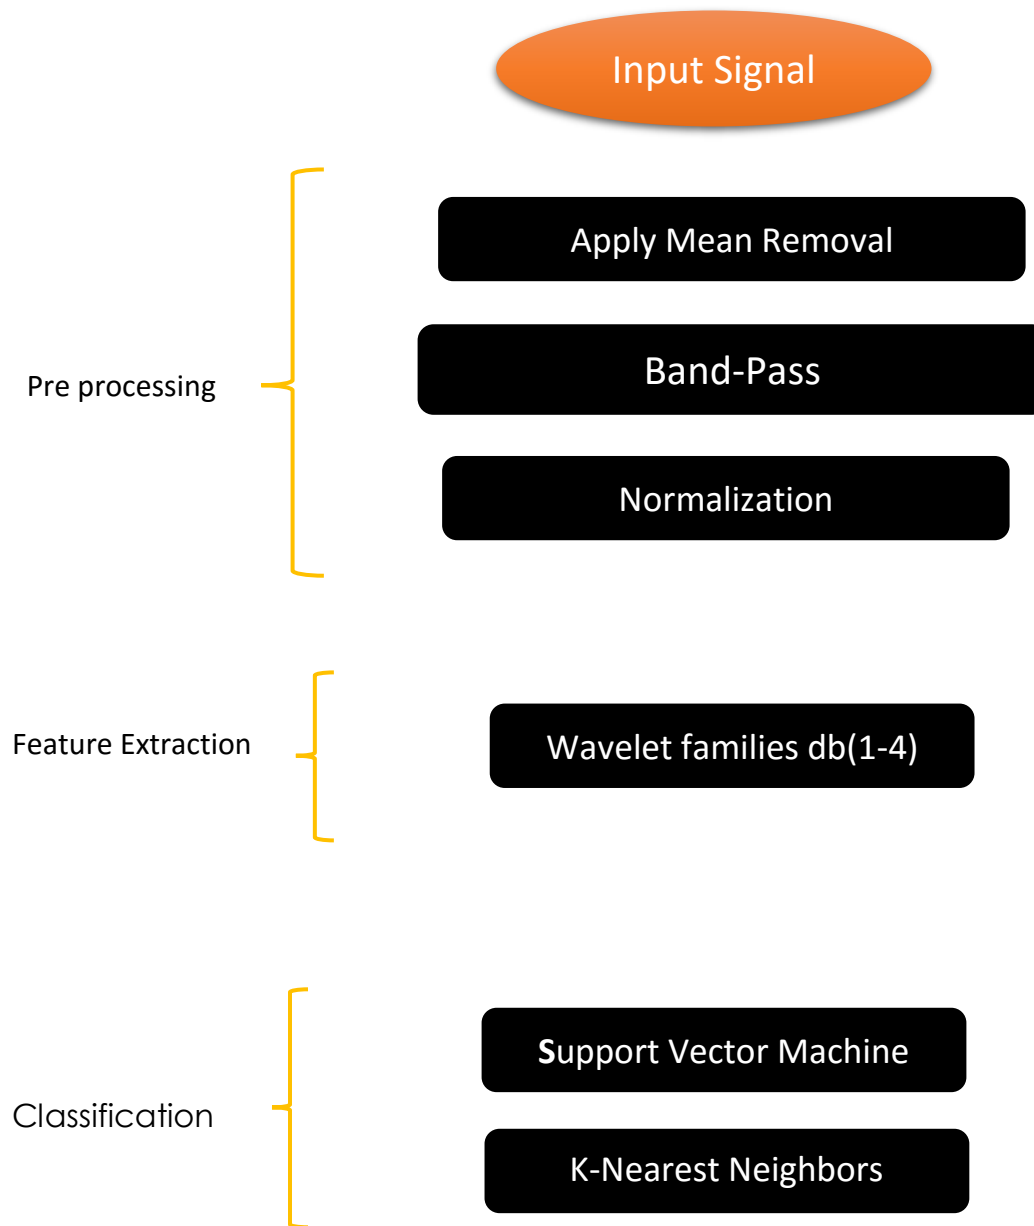 Input Signal
Apply Mean Removal
Band-Pass
Pre processing
Normalization
Feature Extraction
Wavelet families db(1-4)
Support Vector Machine
Classification
K-Nearest Neighbors